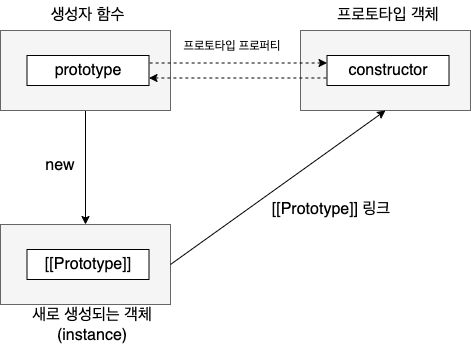 생성자 함수
프로토타입 객체
프로토타입 프로퍼티
prototype
constructor
new
[[Prototype]] 링크
[[Prototype]]
새로 생성되는 객체
(instance)